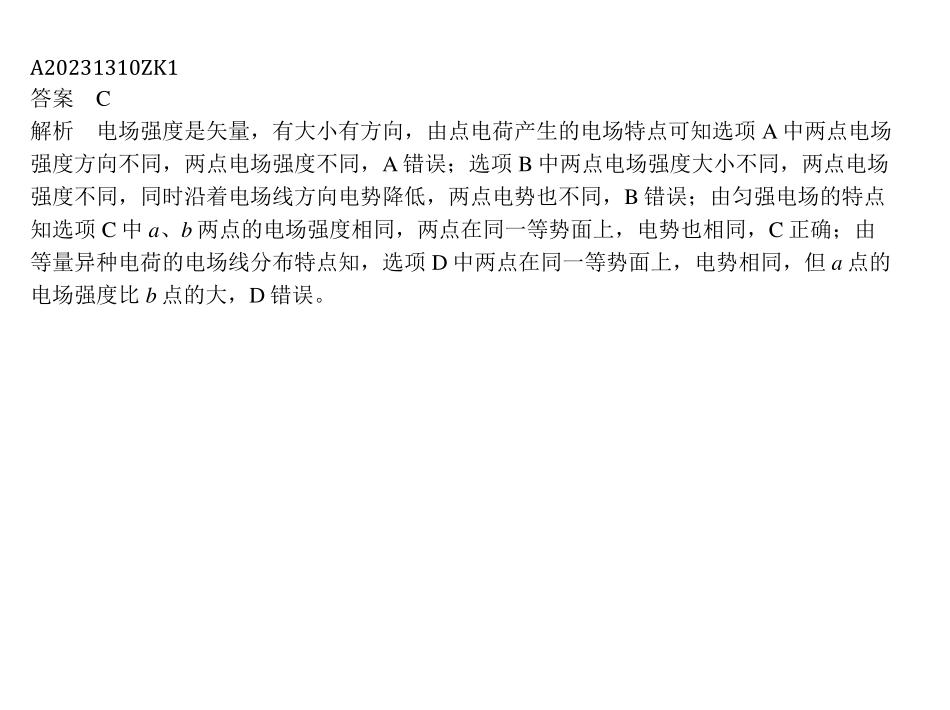 A20231310ZK1
答案 C
解析 电场强度是矢量，有大小有方向，由点电荷产生的电场特点可知选项 A 中两点电场
强度方向不同，两点电场强度不同，A 错误；选项 B 中两点电场强度大小不同，两点电场
强度不同，同时沿着电场线方向电势降低，两点电势也不同，B 错误；由匀强电场的特点
知选项 C 中 a、b 两点的电场强度相同，两点在同一等势面上，电势也相同，C 正确；由
等量异种电荷的电场线分布特点知，选项 D 中两点在同一等势面上，电势相同，但 a 点的
电场强度比 b 点的大，D 错误。